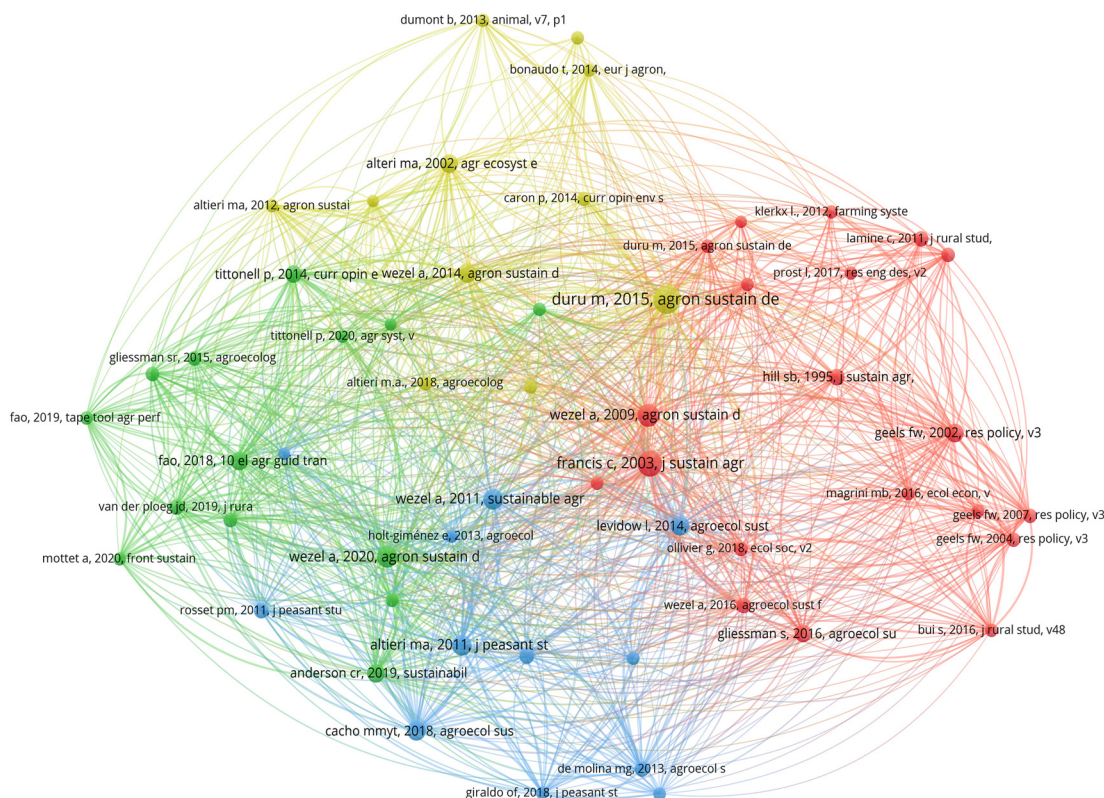 dumont b, 2013, animal, v7, p1
bonaudo t, 2014, eur j agron,
alteri ma, 2002, agr ecosyst e
caron p, 2014, curr opin env s
altieri ma, 2012, agron sustai
klerkx l., 2012, farming syste
lamine c, 2011, j rural stud,
duru m, 2015, agron sustain de
tittonell p, 2014, curr opin e
wezel a, 2014, agron sustain d
prost l, 2017, res eng des, v2
duru m, 2015, agron sustain de
tittonell p, 2020, agr syst, v
gliessman sr, 2015, agroecolog
altieri m.a., 2018, agroecolog
hill sb, 1995, j sustain agr,
fao, 2019, tape tool agr perf
wezel a, 2009, agron sustain d
geels fw, 2002, res policy, v3
fao, 2018, 10 el agr guid tran
francis c, 2003, j sustain agr
wezel a, 2011, sustainable agr
magrini mb, 2016, ecol econ, v
van der ploeg jd, 2019, j rura
geels fw, 2007, res policy, v3
levidow l, 2014, agroecol sust
holt-giménez e, 2013, agroecol
geels fw, 2004, res policy, v3
ollivier g, 2018, ecol soc, v2
mottet a, 2020, front sustain
wezel a, 2020, agron sustain d
rosset pm, 2011, j peasant stu
wezel a, 2016, agroecol sust f
gliessman s, 2016, agroecol su
bui s, 2016, j rural stud, v48
altieri ma, 2011, j peasant st
anderson cr, 2019, sustainabil
cacho mmyt, 2018, agroecol sus
de molina mg, 2013, agroecol s
giraldo of, 2018, j peasant st